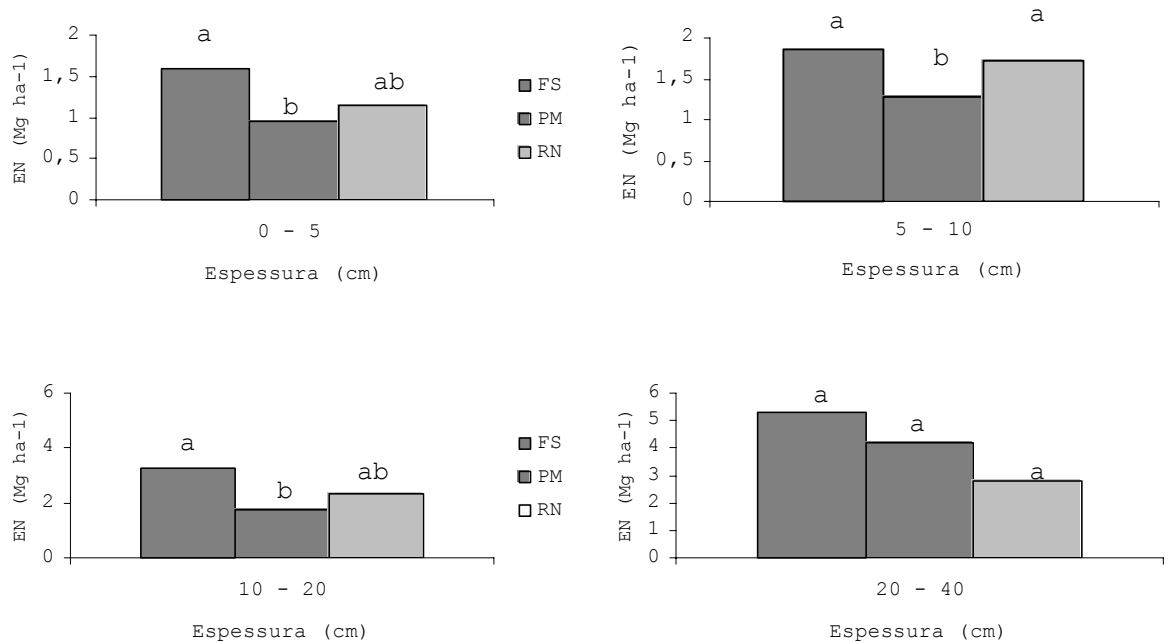 2
1,5
1
0,5
0
EN (Mg ha-1)
a
b
ab
0 - 5
Espessura (cm)
FS
PM
RN
2
1,5
1
0,5
0
EN (Mg ha-1)
a
b
a
5 - 10
Espessura (cm)
6
4
2
0
EN (Mg ha-1)
a
b
ab
10 - 20
Espessura (cm)
FS
PM
RN
6
5
4
3
2
1
0
EN (Mg ha-1)
a
a
a
20 - 40
Espessura (cm)